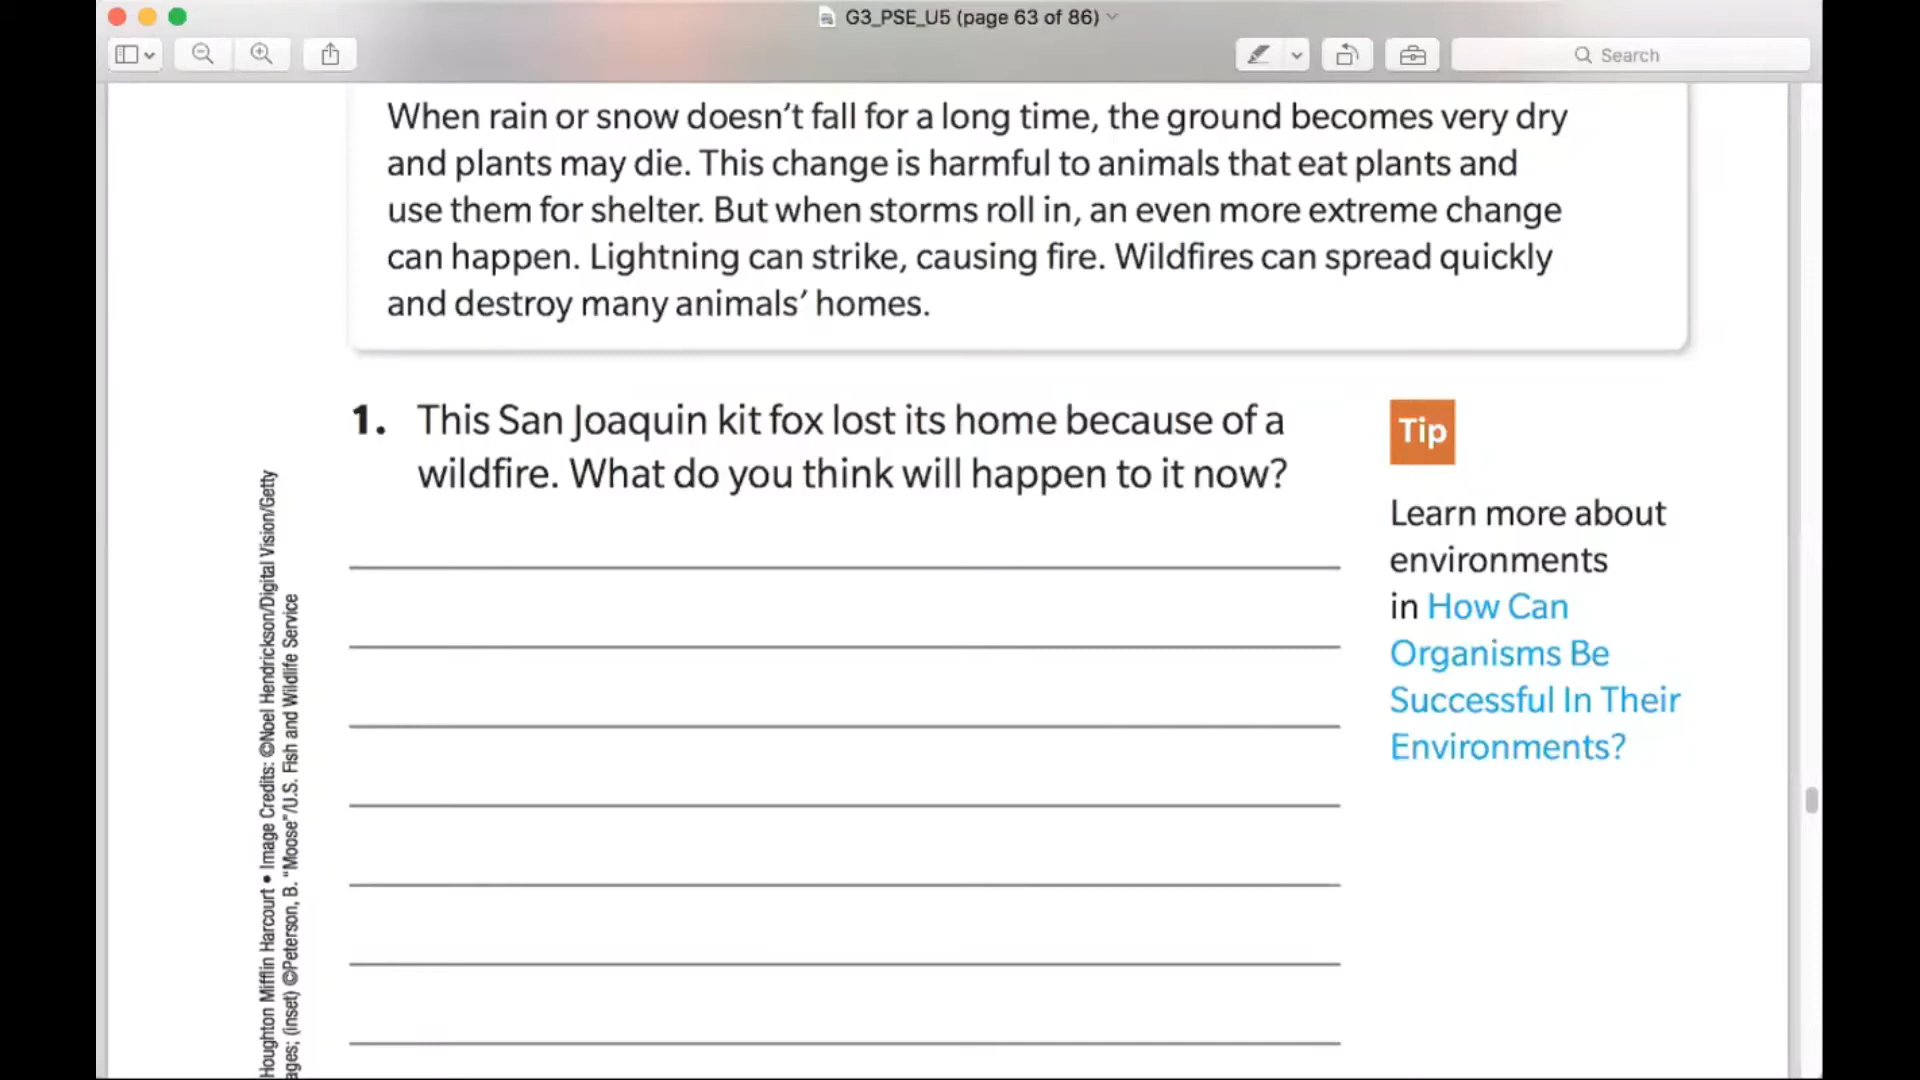 G3_PSE_U5 (page 63 of 86)
Search
When rain or snow doesn’t fall for a long time, the ground becomes very dry
and plants may die. This change is harmful to animals that eat plants and
use them for shelter. But when storms roll in, an even more extreme change
can happen. Lightning can strike, causing fire. Wildfires can spread quickly
and destroy many animals’ homes.
1. This San Joaquin kit fox lost its home because of a
wildfire. What do you think will happen to it now?
Tip
Learn more about
environments
in How Can
Organisms Be
Successful In Their
Environments?
Houghton Mifflin Harcourt • Image Credits: ©Noel Hendrickson/Digital Vision/Getty
ages; (inset) ©Peterson, B. "Moose"/U.S. Fish and Wildlife Service